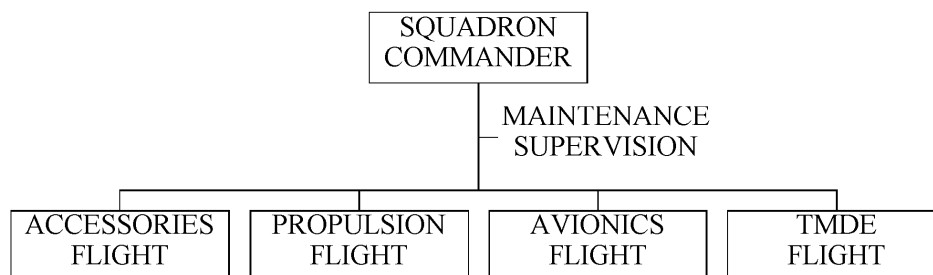 SQUADRON
COMMANDER
MAINTENANCE
SUPERVISION
ACCESSORIES
FLIGHT
PROPULSION
FLIGHT
AVIONICS
FLIGHT
TMDE
FLIGHT